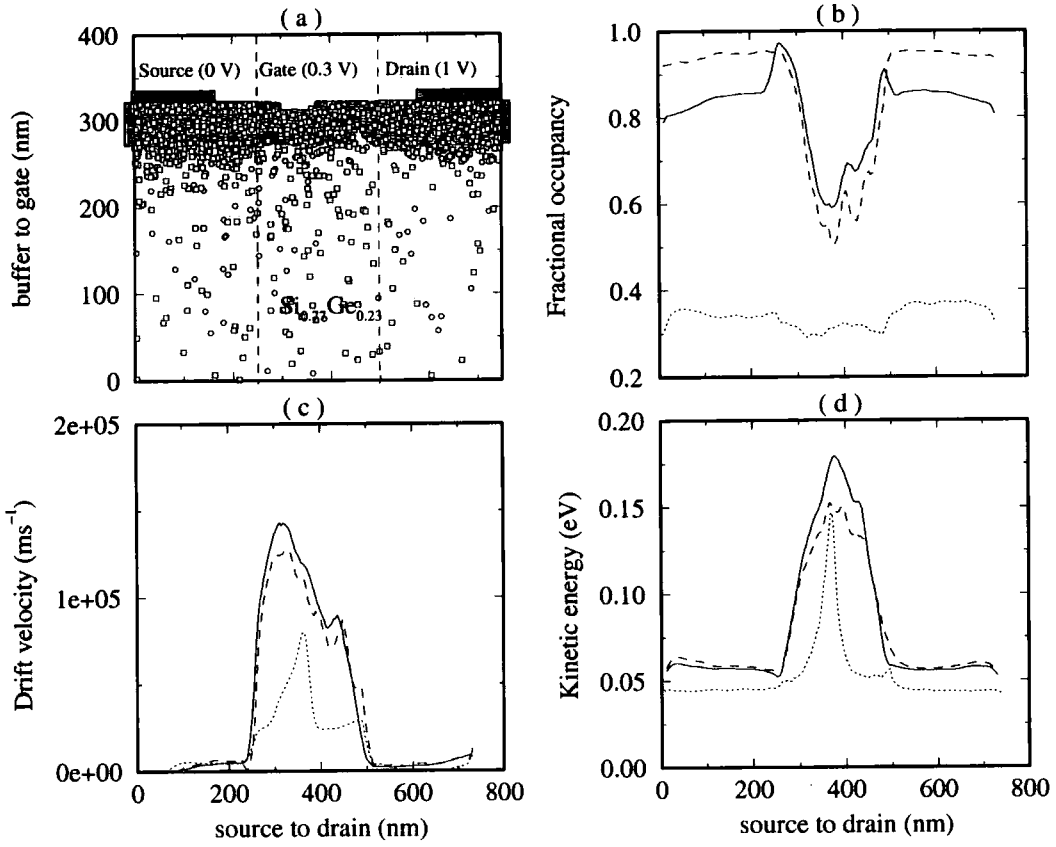 ( a )
400
300
200
100
0
buffer to gate (nm)
Source (0 V)
Gate (0.3 V)
Drain (1 V)
Si0.77Ge0.23
( b )
1.0
0.8
0.6
0.4
0.2
Fractional occupancy
0 200 400 600 800
( c )
2e+05
1e+05
0e+00
Drift velocity (ms⁻¹)
0 200 400 600 800
source to drain (nm)
( d )
0.20
0.15
0.10
0.05
0.00
Kinetic energy (eV)
0 200 400 600 800
source to drain (nm)